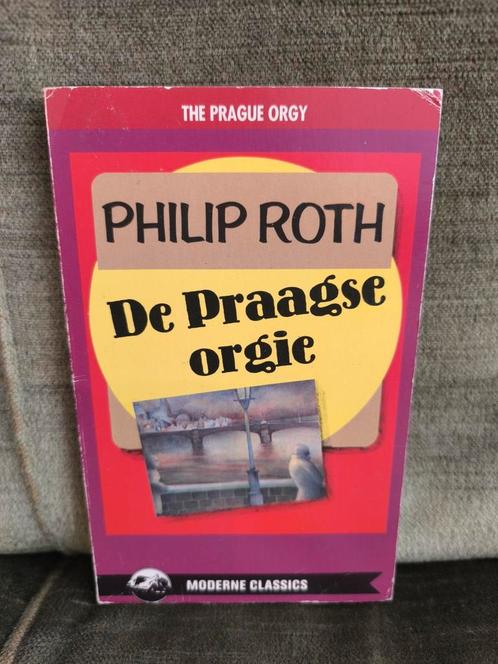 THE PRAGUE ORGY
PHILIP ROTH
De Praagse
orgie
MODERNE CLASSICS